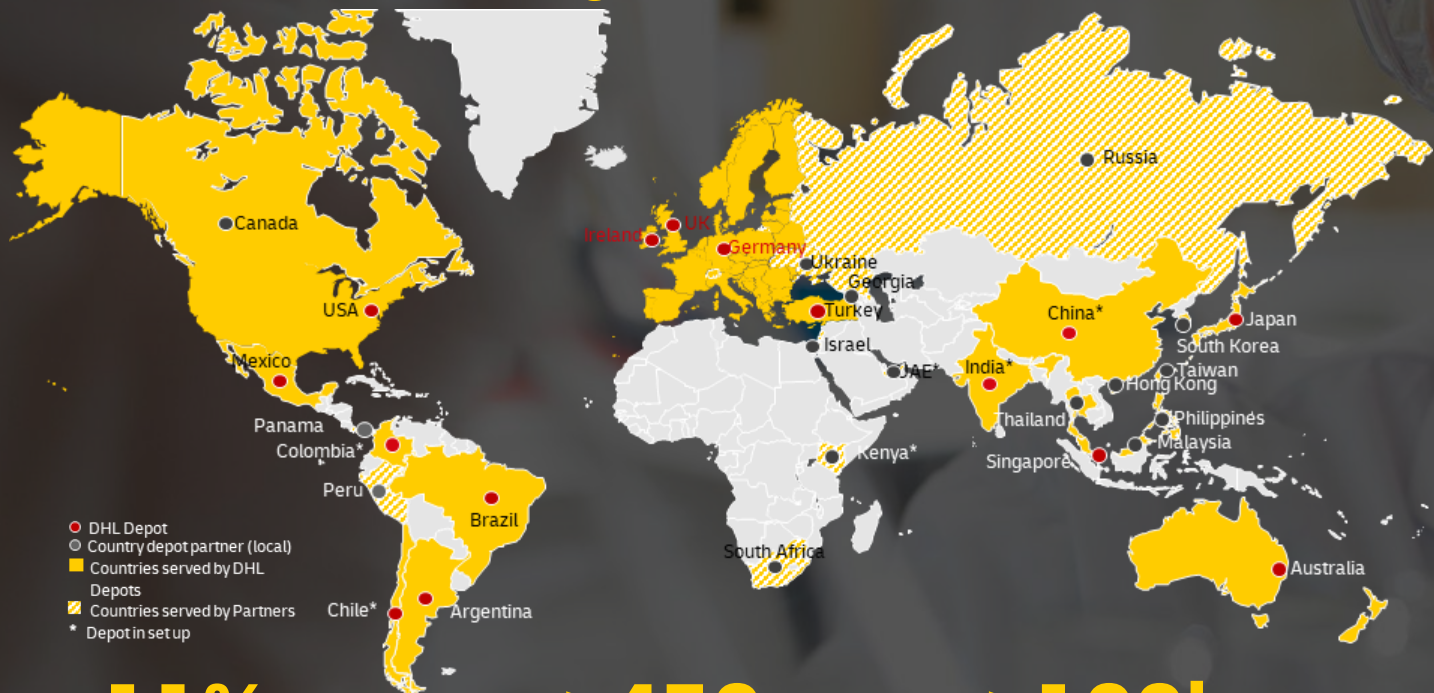 Canada
USA
Mexico
Panama
Colombia*
Peru
Brazil
Chile*
Argentina
Ireland
UK
Germany
Ukraine
Georgia
Turkey
Israel
UAE*
Kenya*
South Africa
Russia
China*
India*
Japan
South Korea
Taiwan
Hong Kong
Thailand
Philippines
Malaysia
Singapore
Australia
DHL Depot
Country depot partner (local)
Countries served by DHL
Depots
Countries served by Partners
* Depot in set up